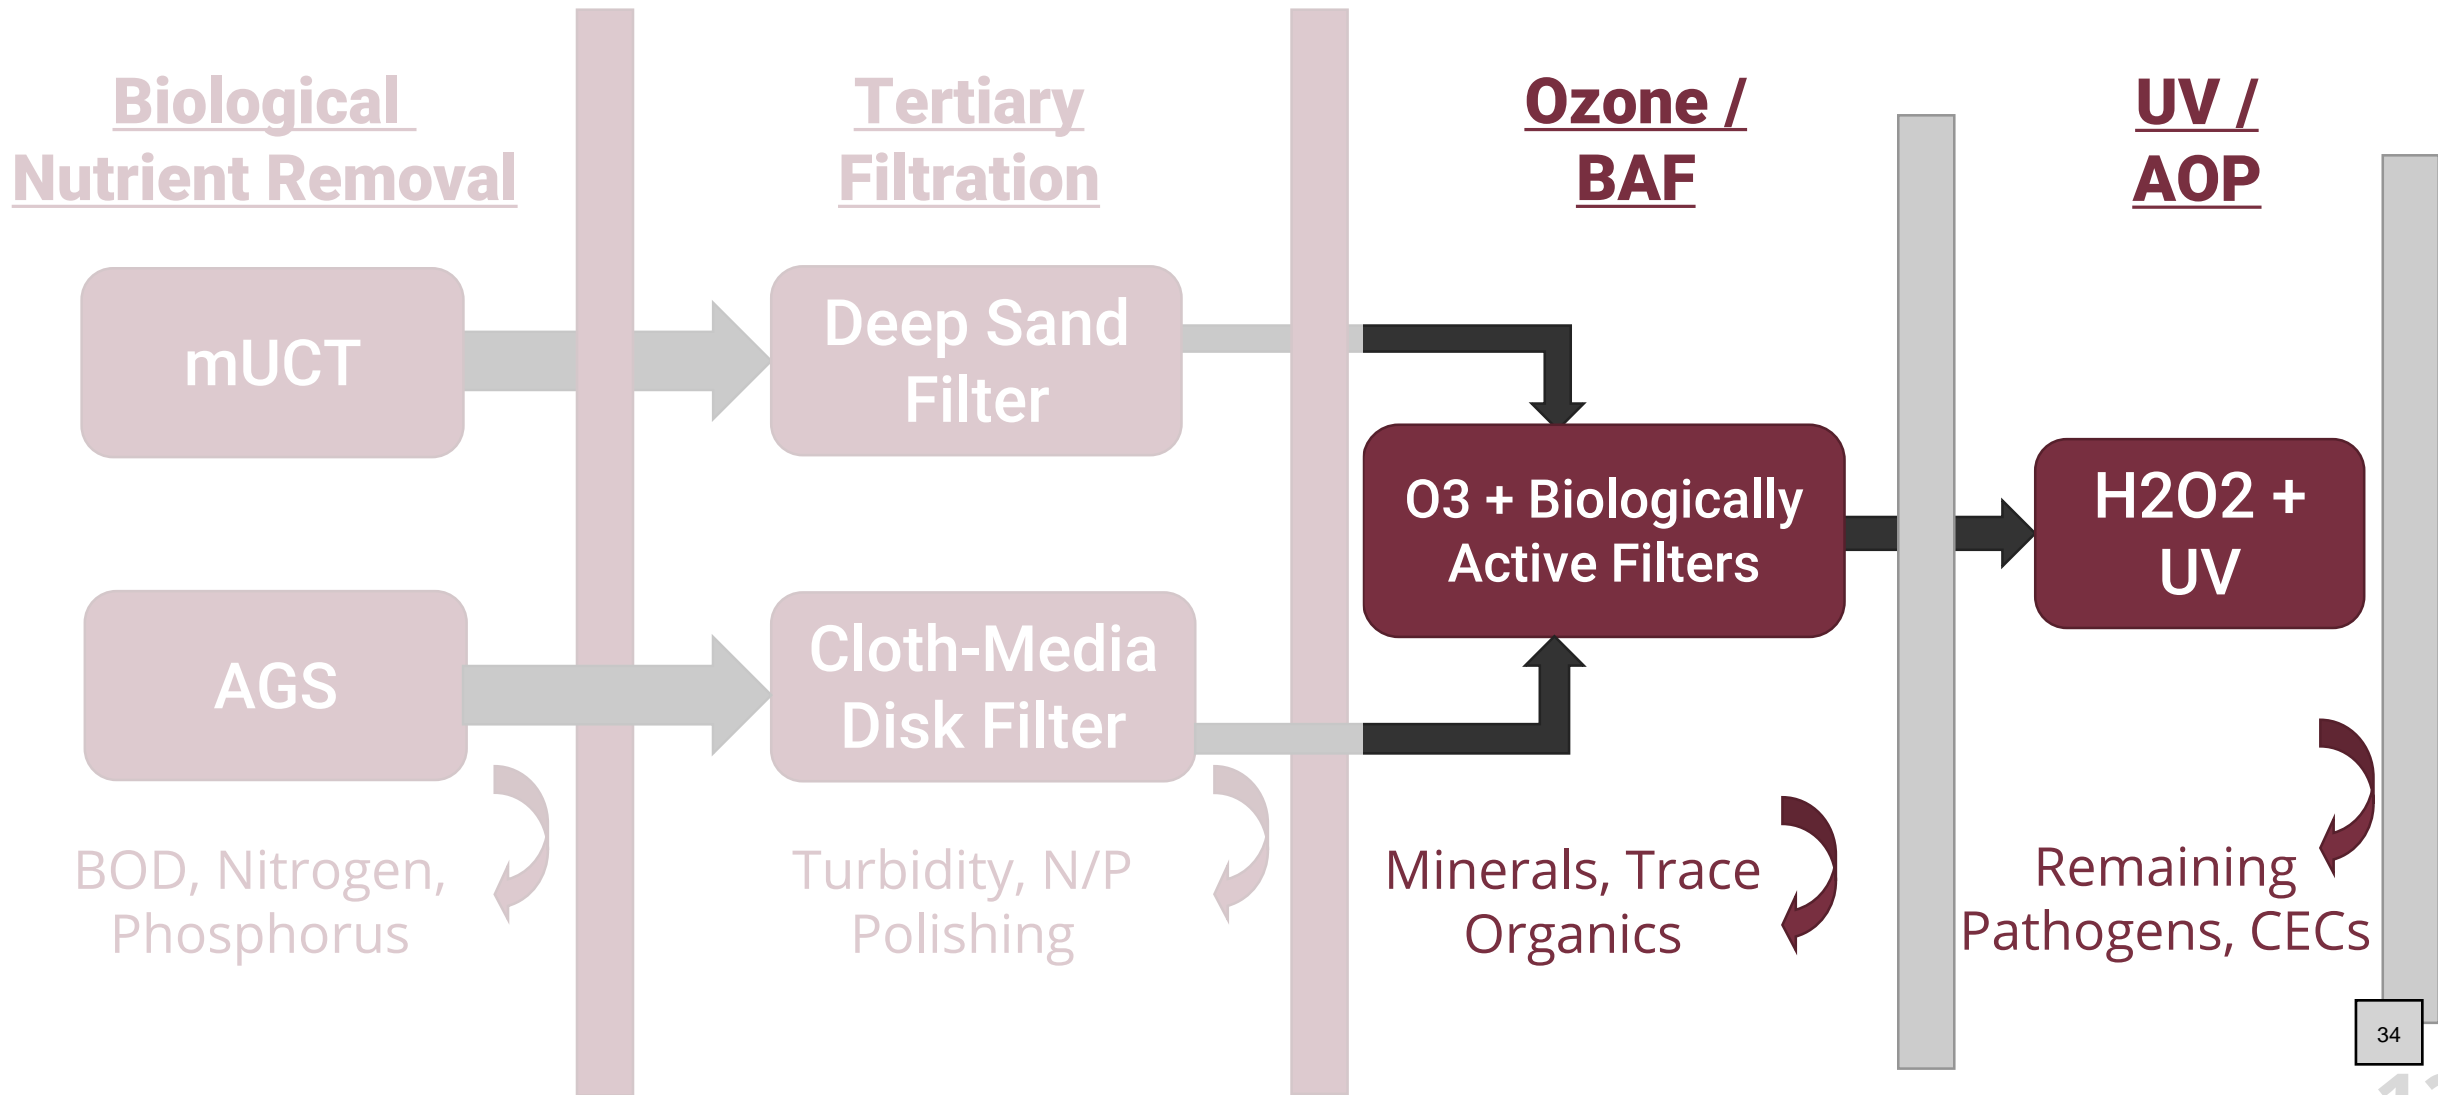 Biological
Nutrient Removal
Tertiary
Filtration
Ozone /
BAF
UV /
AOP
mUCT
Deep Sand
Filter
AGS
Cloth-Media
Disk Filter
O3 + Biologically
Active Filters
H2O2 +
UV
BOD, Nitrogen,
Phosphorus
Turbidity, N/P
Polishing
Minerals, Trace
Organics
Remaining
Pathogens, CECs
34